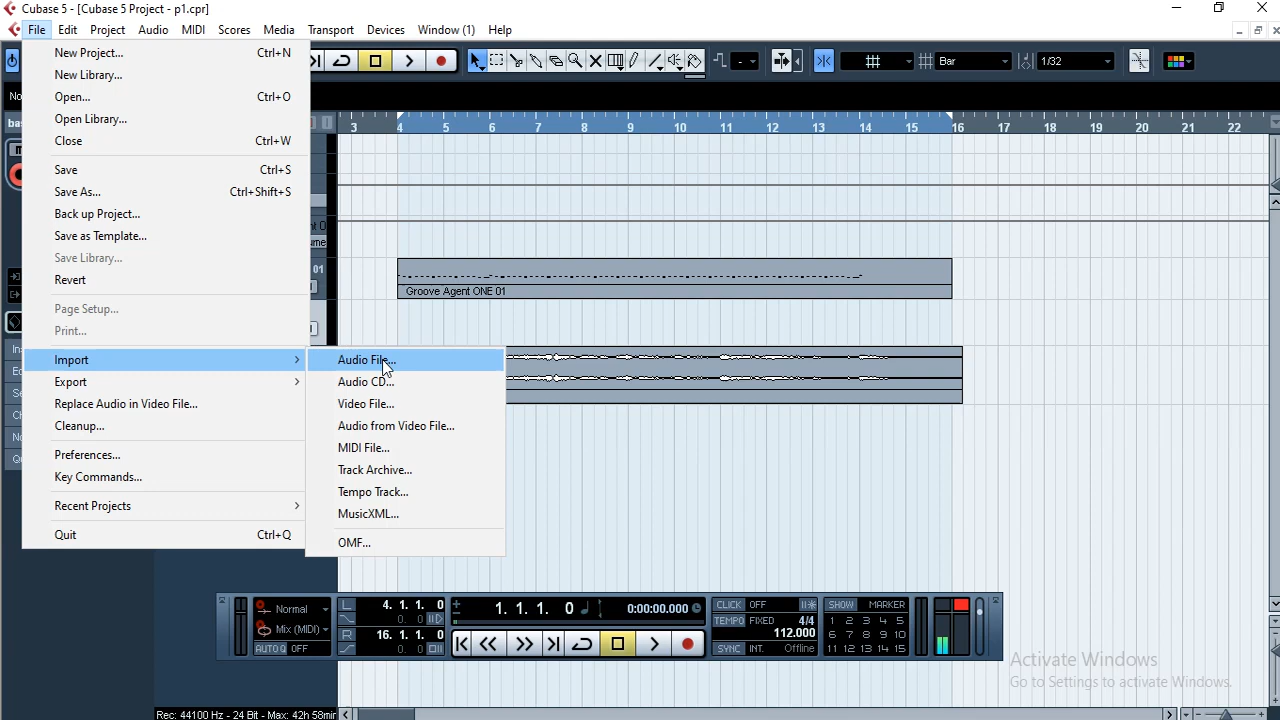 Cubase 5 - [Cubase 5 Project - p1.cpr]
File Edit Project Audio MIDI Scores Media Transport Devices Window (1) Help
New Project... Ctrl+N
New Library...
Open... Ctrl+O
Open Library...
Close Ctrl+W
Save Ctrl+S
Save As... Ctrl+Shift+S
Back up Project...
Save as Template...
Save Library...
Revert
Page Setup...
Print...
Import
Export
Replace Audio in Video File...
Cleanup...
Preferences...
Key Commands...
Recent Projects
Quit Ctrl+Q
Audio File...
Audio CD...
Video File...
Audio from Video File...
MIDI File...
Track Archive...
Tempo Track...
MusicXML...
OMF...
Bar 1/32
3 4 5 6 7 8 9 10 11 12 13 14 15 16 17 18 19 20 21 22
01
Groove Agent ONE 01
Normal
Mix (MIDI)
AUTO Q OFF
L 4. 1. 1. 0
0. 0
R 16. 1. 1. 0
0. 0
1. 1. 1. 0 0:00:00.000
CLICK OFF
TEMPO FIXED 4/4
112.000
SYNC INT. Offline
SHOW MARKER
1 2 3 4 5
6 7 8 9 10
11 12 13 14 15
Activate Windows
Go to Settings to activate Windows.
Rec: 44100 Hz - 24 Bit - Max: 42h 58min